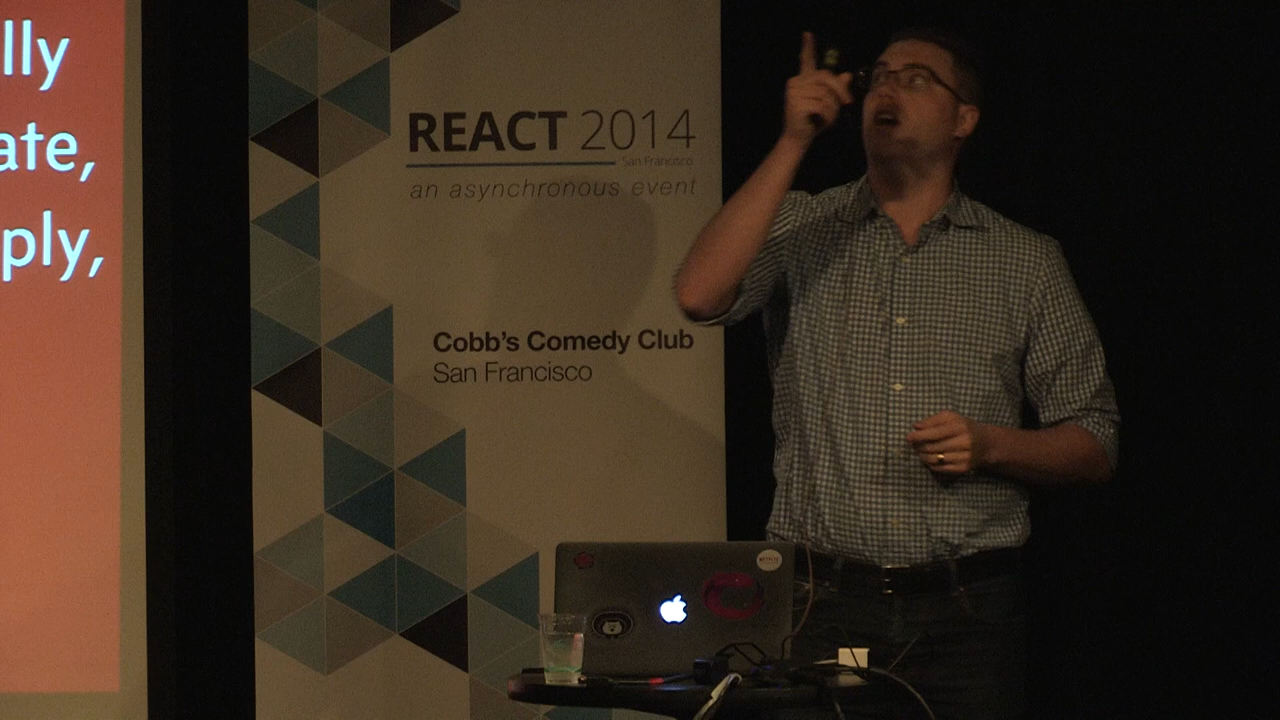 lly
ate,
ply,
REACT 2014
San Francisco
an asynchronous event
Cobb's Comedy Club
San Francisco